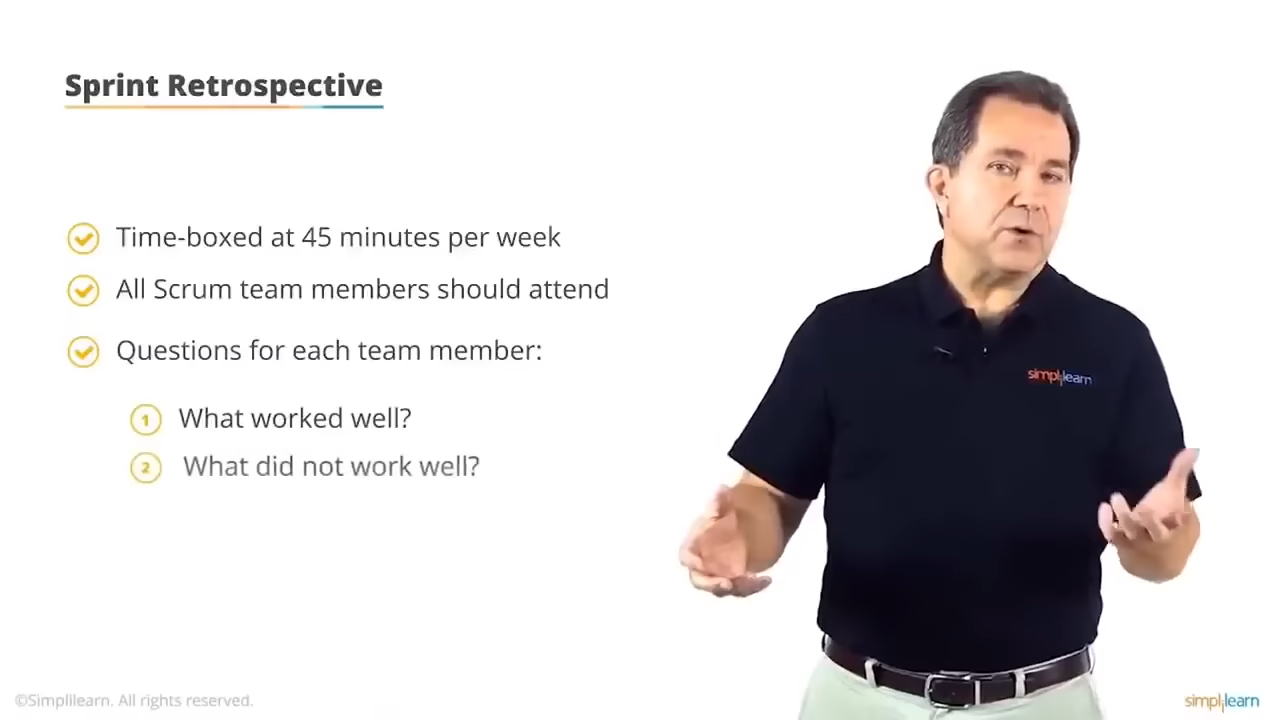 Sprint Retrospective
Time-boxed at 45 minutes per week
All Scrum team members should attend
Questions for each team member:
1 What worked well?
2 What did not work well?
simplilearn
©Simplilearn. All rights reserved.
simplilearn